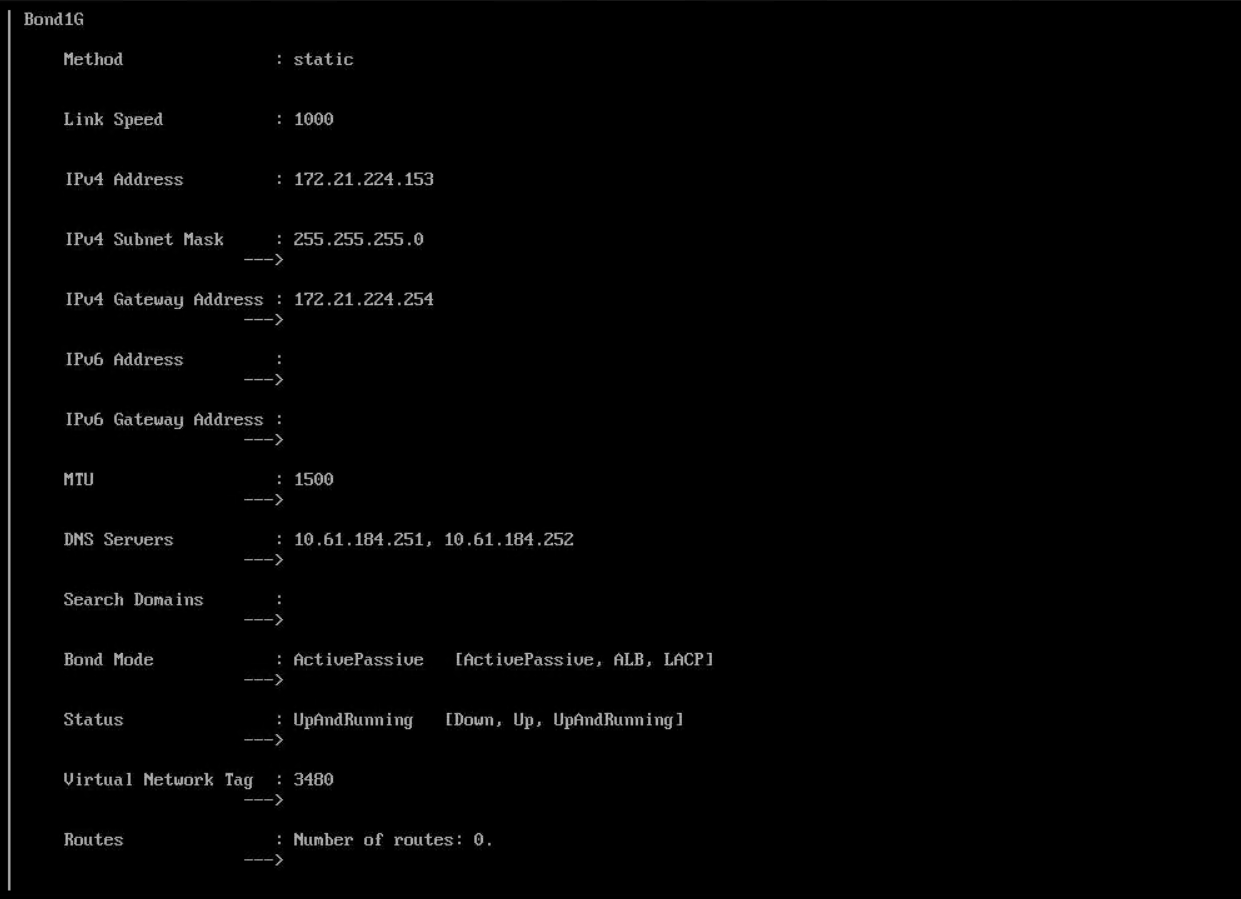 Bond1G
Method : static
Link Speed : 1000
IPv4 Address : 172.21.224.153
IPv4 Subnet Mask : 255.255.255.0
--->
IPv4 Gateway Address : 172.21.224.254
--->
IPv6 Address :
--->
IPv6 Gateway Address :
--->
MTU : 1500
--->
DNS Servers : 10.61.184.251, 10.61.184.252
--->
Search Domains :
--->
Bond Mode : ActivePassive [ActivePassive, ALB, LACP]
--->
Status : UpAndRunning [Down, Up, UpAndRunning]
--->
Virtual Network Tag : 3480
--->
Routes : Number of routes: 0.
--->